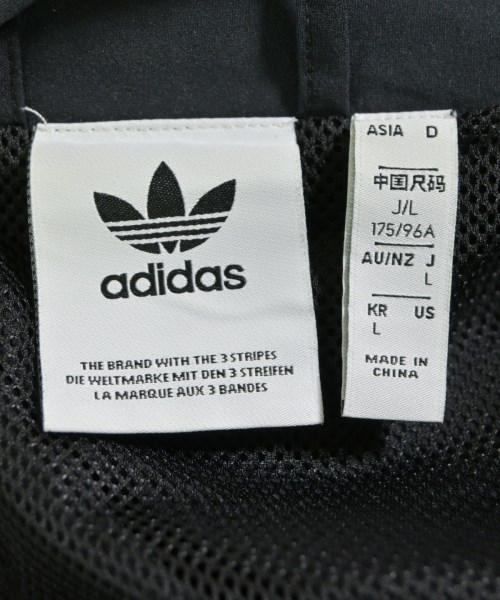 adidas
THE BRAND WITH THE 3 STRIPES
DIE WELTMARKE MIT DEN 3 STREIFEN
LA MARQUE AUX 3 BANDES
ASIA D
中国尺码
J/L
175/96A
AU/NZ J
L
KR US
L
MADE IN
CHINA